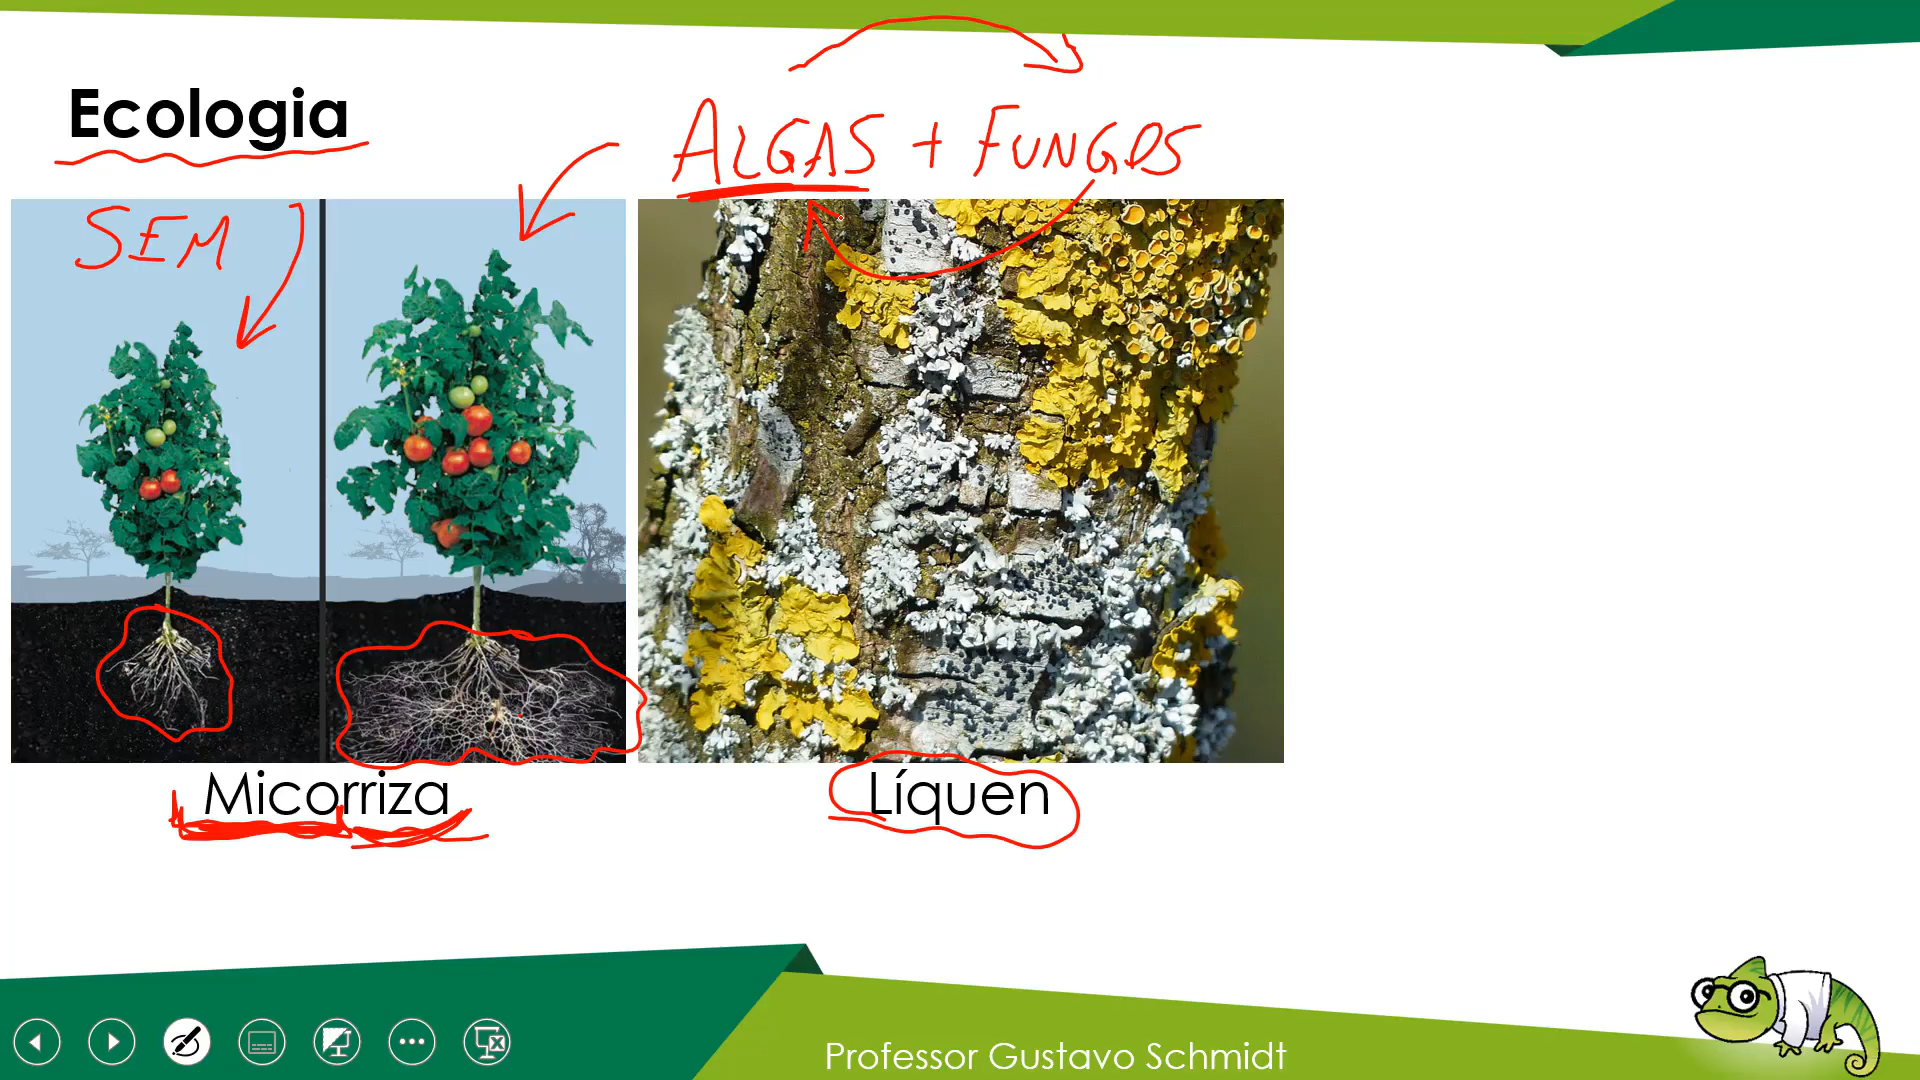 Ecologia
ALGAS + FUNGOS
SEM
Micorriza
Líquen
Professor Gustavo Schmidt